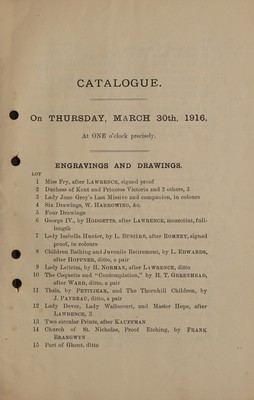 CATALOGUE.
On THURSDAY, MARCH 30th, 1916,
At ONE o'clock precisely.
ENGRAVINGS AND DRAWINGS.
LOT
1 Miss Fry, after LAWRENCE, signed proof
2 Duchess of Kent and Princess Victoria and 2 others, 3
3 Lady Jane Grey's Last Missive and companion, in colours
4 Six Drawings, W. HARROWING, &c.
5 Four Drawings
6 George IV., by HODGETTS, after LAWRENCE, mezzotint, full-
length
7 Lady Isabella Hunter, by L. BUSIÈRE, after ROMNEY, signed
proof, in colours
8 Children Bathing and Juvenile Retirement, by L. EDWARDS,
after HOPPNER, ditto, a pair
9 Lady Leitrim, by H. NORMAN, after LAWRENCE, ditto
10 The Coquette and "Contemplation," by H. T. GREENHEAD,
after WARD, ditto, a pair
11 Thais, by PETITJEAN, and The Thornhill Children, by
J. PAYREAU, ditto, a pair
12 Lady Dover, Lady Wallscourt, and Master Hope, after
LAWRENCE, 3
13 Two circular Prints, after KAUFFMAN
14 Church of St. Nicholas, Proof Etching, by FRANK
BRANGWYN
15 Port of Ghent, ditto